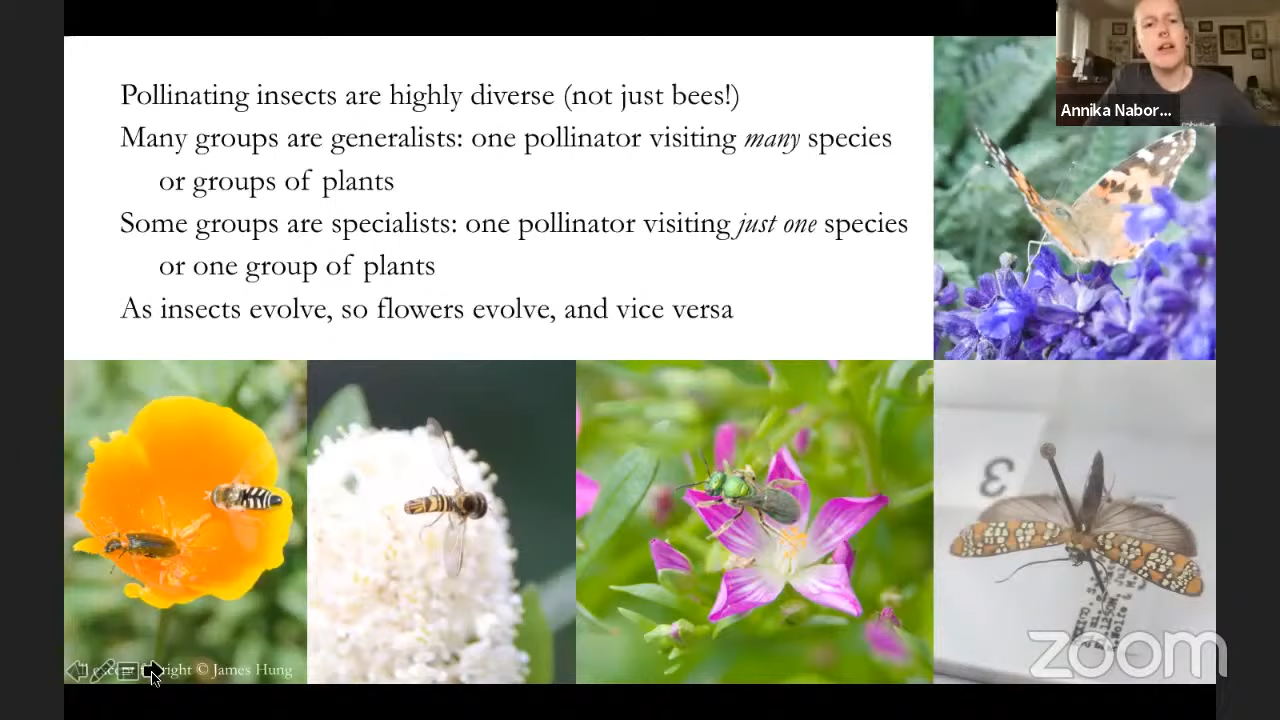 Pollinating insects are highly diverse (not just bees!)
Many groups are generalists: one pollinator visiting many species
or groups of plants
Some groups are specialists: one pollinator visiting just one species
or one group of plants
As insects evolve, so flowers evolve, and vice versa
Annika Nabor...
3
right © James Hung
zoom